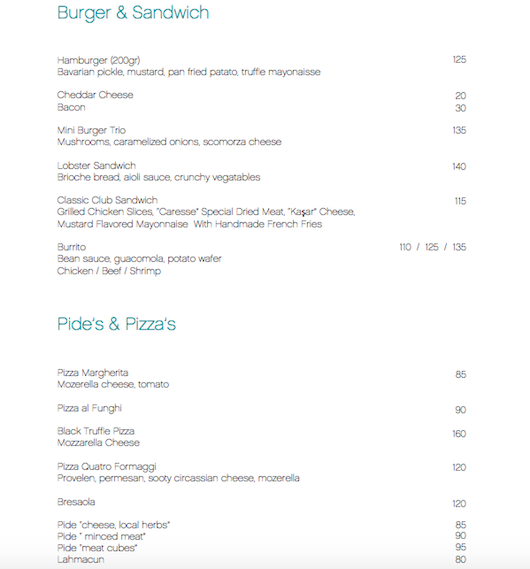 Burger & Sandwich
Hamburger (200gr) 125
Bavarian pickle, mustard, pan fried patato, truffle mayonaisse
Cheddar Cheese 20
Bacon 30
Mini Burger Trio 135
Mushrooms, caramelized onions, scomorza cheese
Lobster Sandwich 140
Brioche bread, aioli sauce, crunchy vegatables
Classic Club Sandwich 115
Grilled Chicken Slices, "Caresse" Special Dried Meat, "Kaşar" Cheese,
Mustard Flavored Mayonnaise With Handmade French Fries
Burrito 110 / 125 / 135
Bean sauce, guacomola, potato wafer
Chicken / Beef / Shrimp
Pide's & Pizza's
Pizza Margherita 85
Mozerella cheese, tomato
Pizza al Funghi 90
Black Truffle Pizza 160
Mozzarella Cheese
Pizza Quatro Formaggi 120
Provelen, permesan, sooty circassian cheese, mozerella
Bresaola 120
Pide "cheese, local herbs" 85
Pide " minced meat" 90
Pide "meat cubes" 95
Lahmacun 80